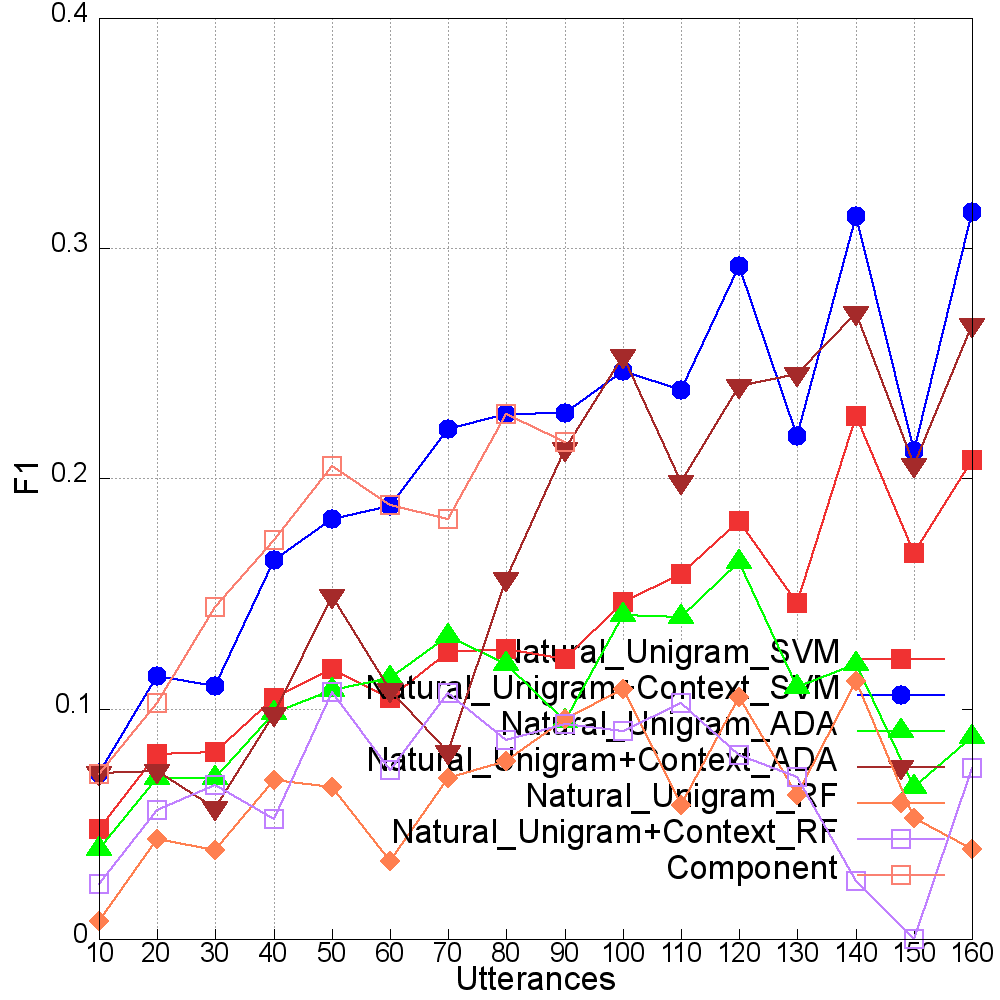 0.4
0.3
0.2
0.1
0
F1
Natural_Unigram_SVM
Natural_Unigram+Context_SVM
Natural_Unigram_ADA
Natural_Unigram+Context_ADA
Natural_Unigram_RF
Natural_Unigram+Context_RF
Component
10 20 30 40 50 60 70 80 90 100 110 120 130 140 150 160
Utterances